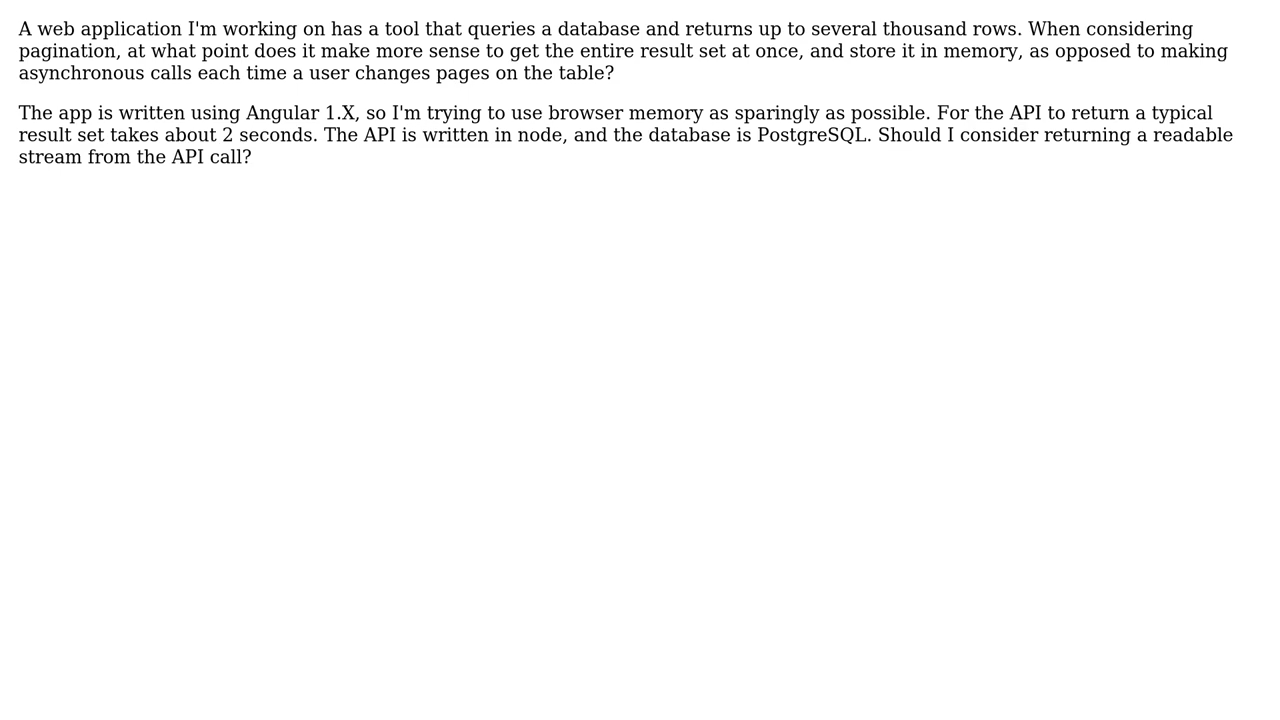 A web application I'm working on has a tool that queries a database and returns up to several thousand rows. When considering
pagination, at what point does it make more sense to get the entire result set at once, and store it in memory, as opposed to making
asynchronous calls each time a user changes pages on the table?
The app is written using Angular 1.X, so I'm trying to use browser memory as sparingly as possible. For the API to return a typical
result set takes about 2 seconds. The API is written in node, and the database is PostgreSQL. Should I consider returning a readable
stream from the API call?